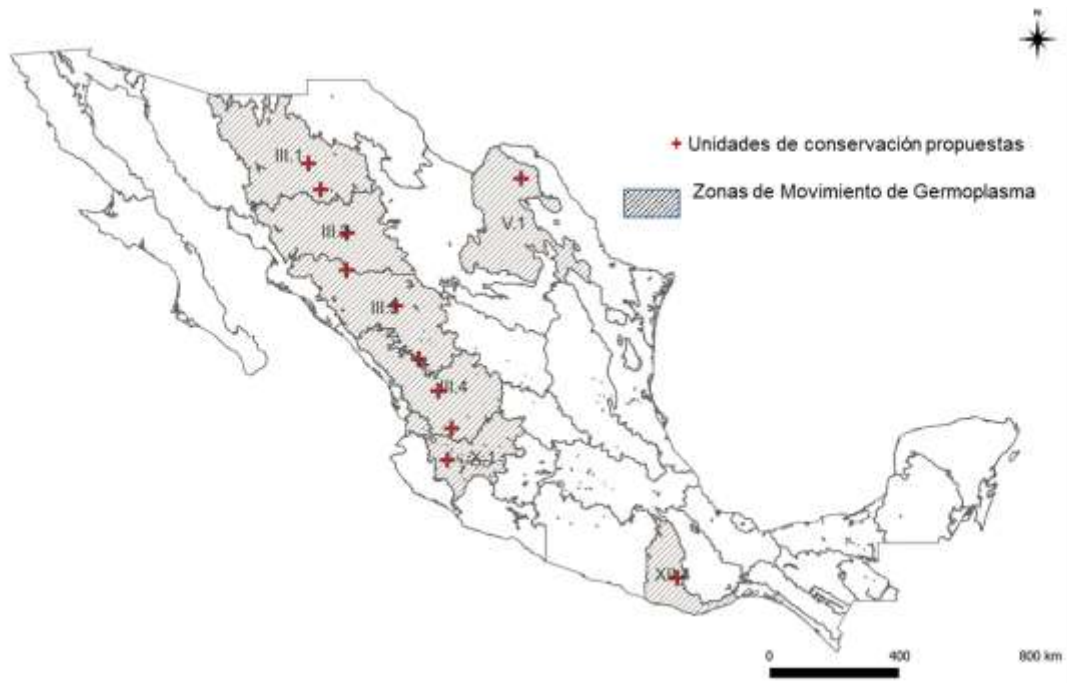 N
Unidades de conservación propuestas
III.1
Zonas de Movimiento de Germoplasma
V.1
III.4
0 400 800 km